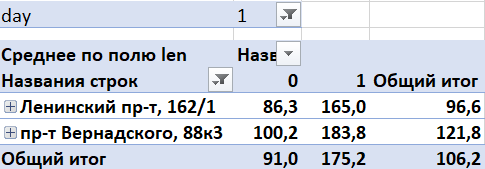 day 1
Среднее по полю len Назв
Названия строк 0 1 Общий итог
Ленинский пр-т, 162/1 86,3 165,0 96,6
пр-т Вернадского, 88к3 100,2 183,8 121,8
Общий итог 91,0 175,2 106,2